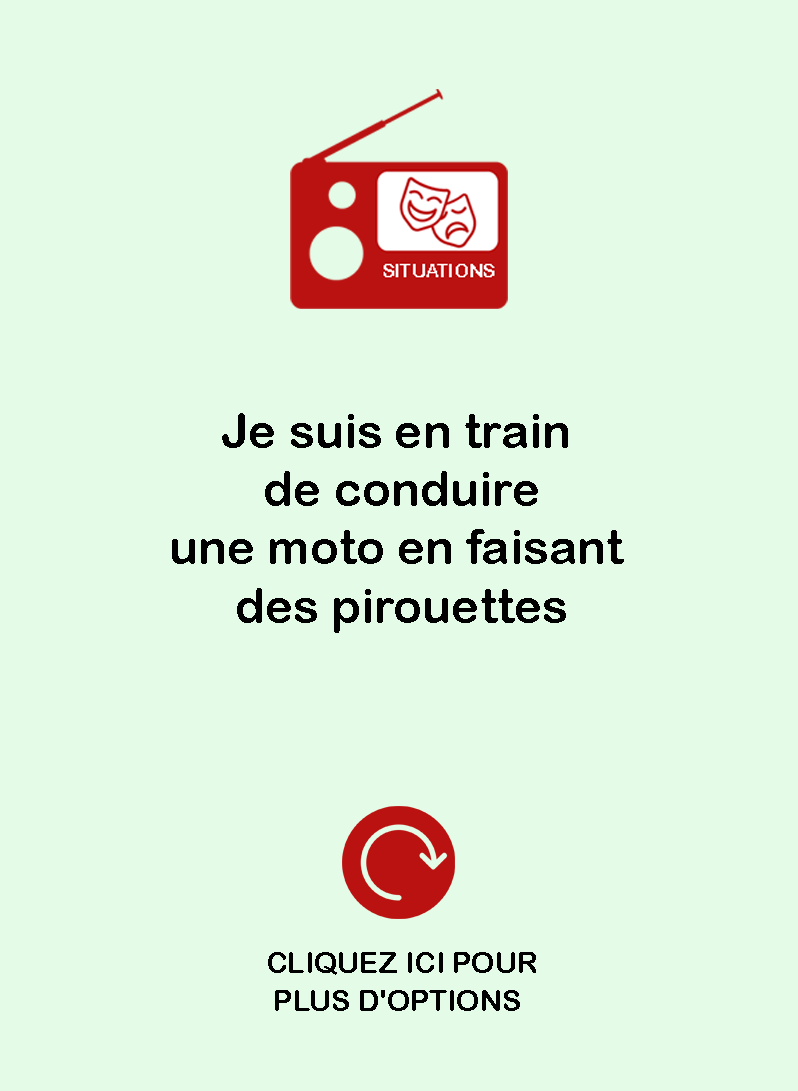 SITUATIONS
Je suis en train
de conduire
une moto en faisant
des pirouettes
CLIQUEZ ICI POUR
PLUS D'OPTIONS